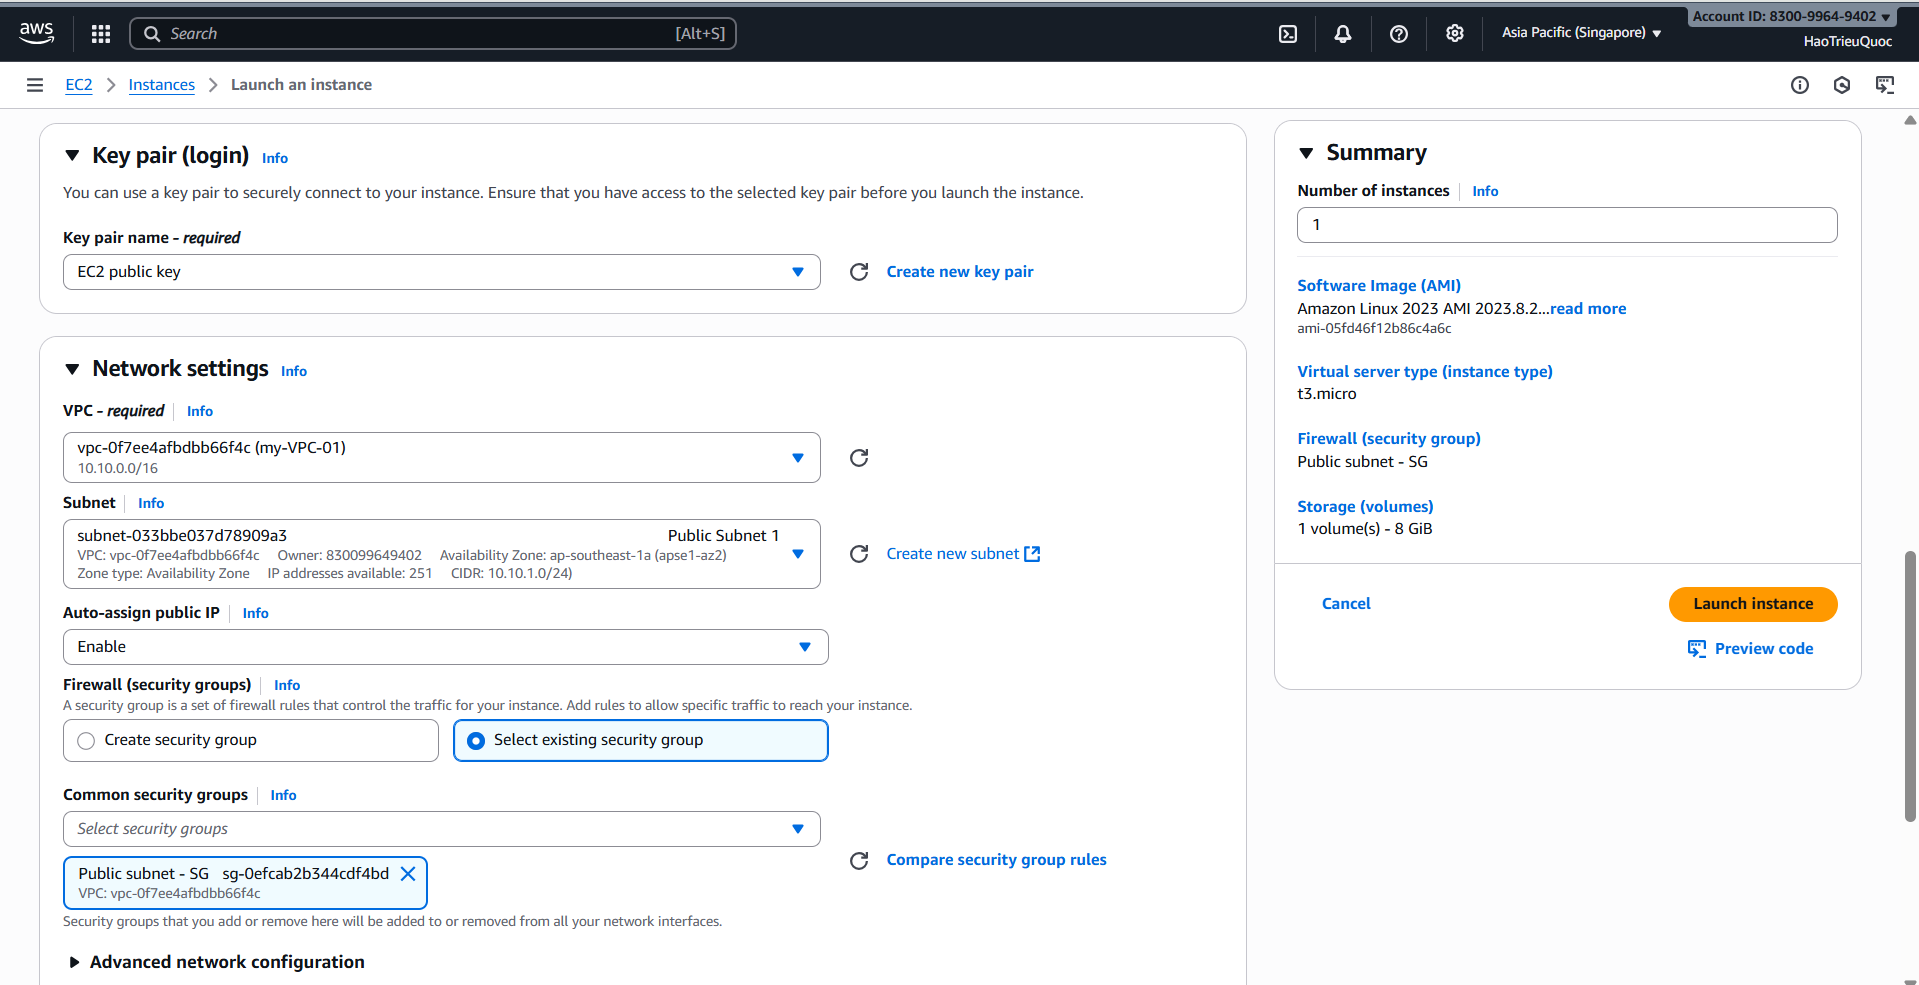 aws
Search [Alt+S]
Asia Pacific (Singapore)
Account ID: 8300-9964-9402
HaoTrieuQuoc
EC2 Instances Launch an instance
Key pair (login) Info
You can use a key pair to securely connect to your instance. Ensure that you have access to the selected key pair before you launch the instance.
Key pair name - required
EC2 public key
Create new key pair
Network settings Info
VPC - required Info
vpc-0f7ee4afbdbb66f4c (my-VPC-01)
10.10.0.0/16
Subnet Info
subnet-033bbe037d78909a3 Public Subnet 1
VPC: vpc-0f7ee4afbdbb66f4c Owner: 830099649402 Availability Zone: ap-southeast-1a (apse1-az2)
Zone type: Availability Zone IP addresses available: 251 CIDR: 10.10.1.0/24)
Create new subnet
Auto-assign public IP Info
Enable
Firewall (security groups) Info
A security group is a set of firewall rules that control the traffic for your instance. Add rules to allow specific traffic to reach your instance.
Create security group
Select existing security group
Common security groups Info
Select security groups
Public subnet - SG sg-0efcab2b344cdf4bd
VPC: vpc-0f7ee4afbdbb66f4c
Compare security group rules
Security groups that you add or remove here will be added to or removed from all your network interfaces.
Advanced network configuration
Summary
Number of instances Info
1
Software Image (AMI)
Amazon Linux 2023 AMI 2023.8.2...read more
ami-05fd46f12b86c4a6c
Virtual server type (instance type)
t3.micro
Firewall (security group)
Public subnet - SG
Storage (volumes)
1 volume(s) - 8 GiB
Cancel
Launch instance
Preview code